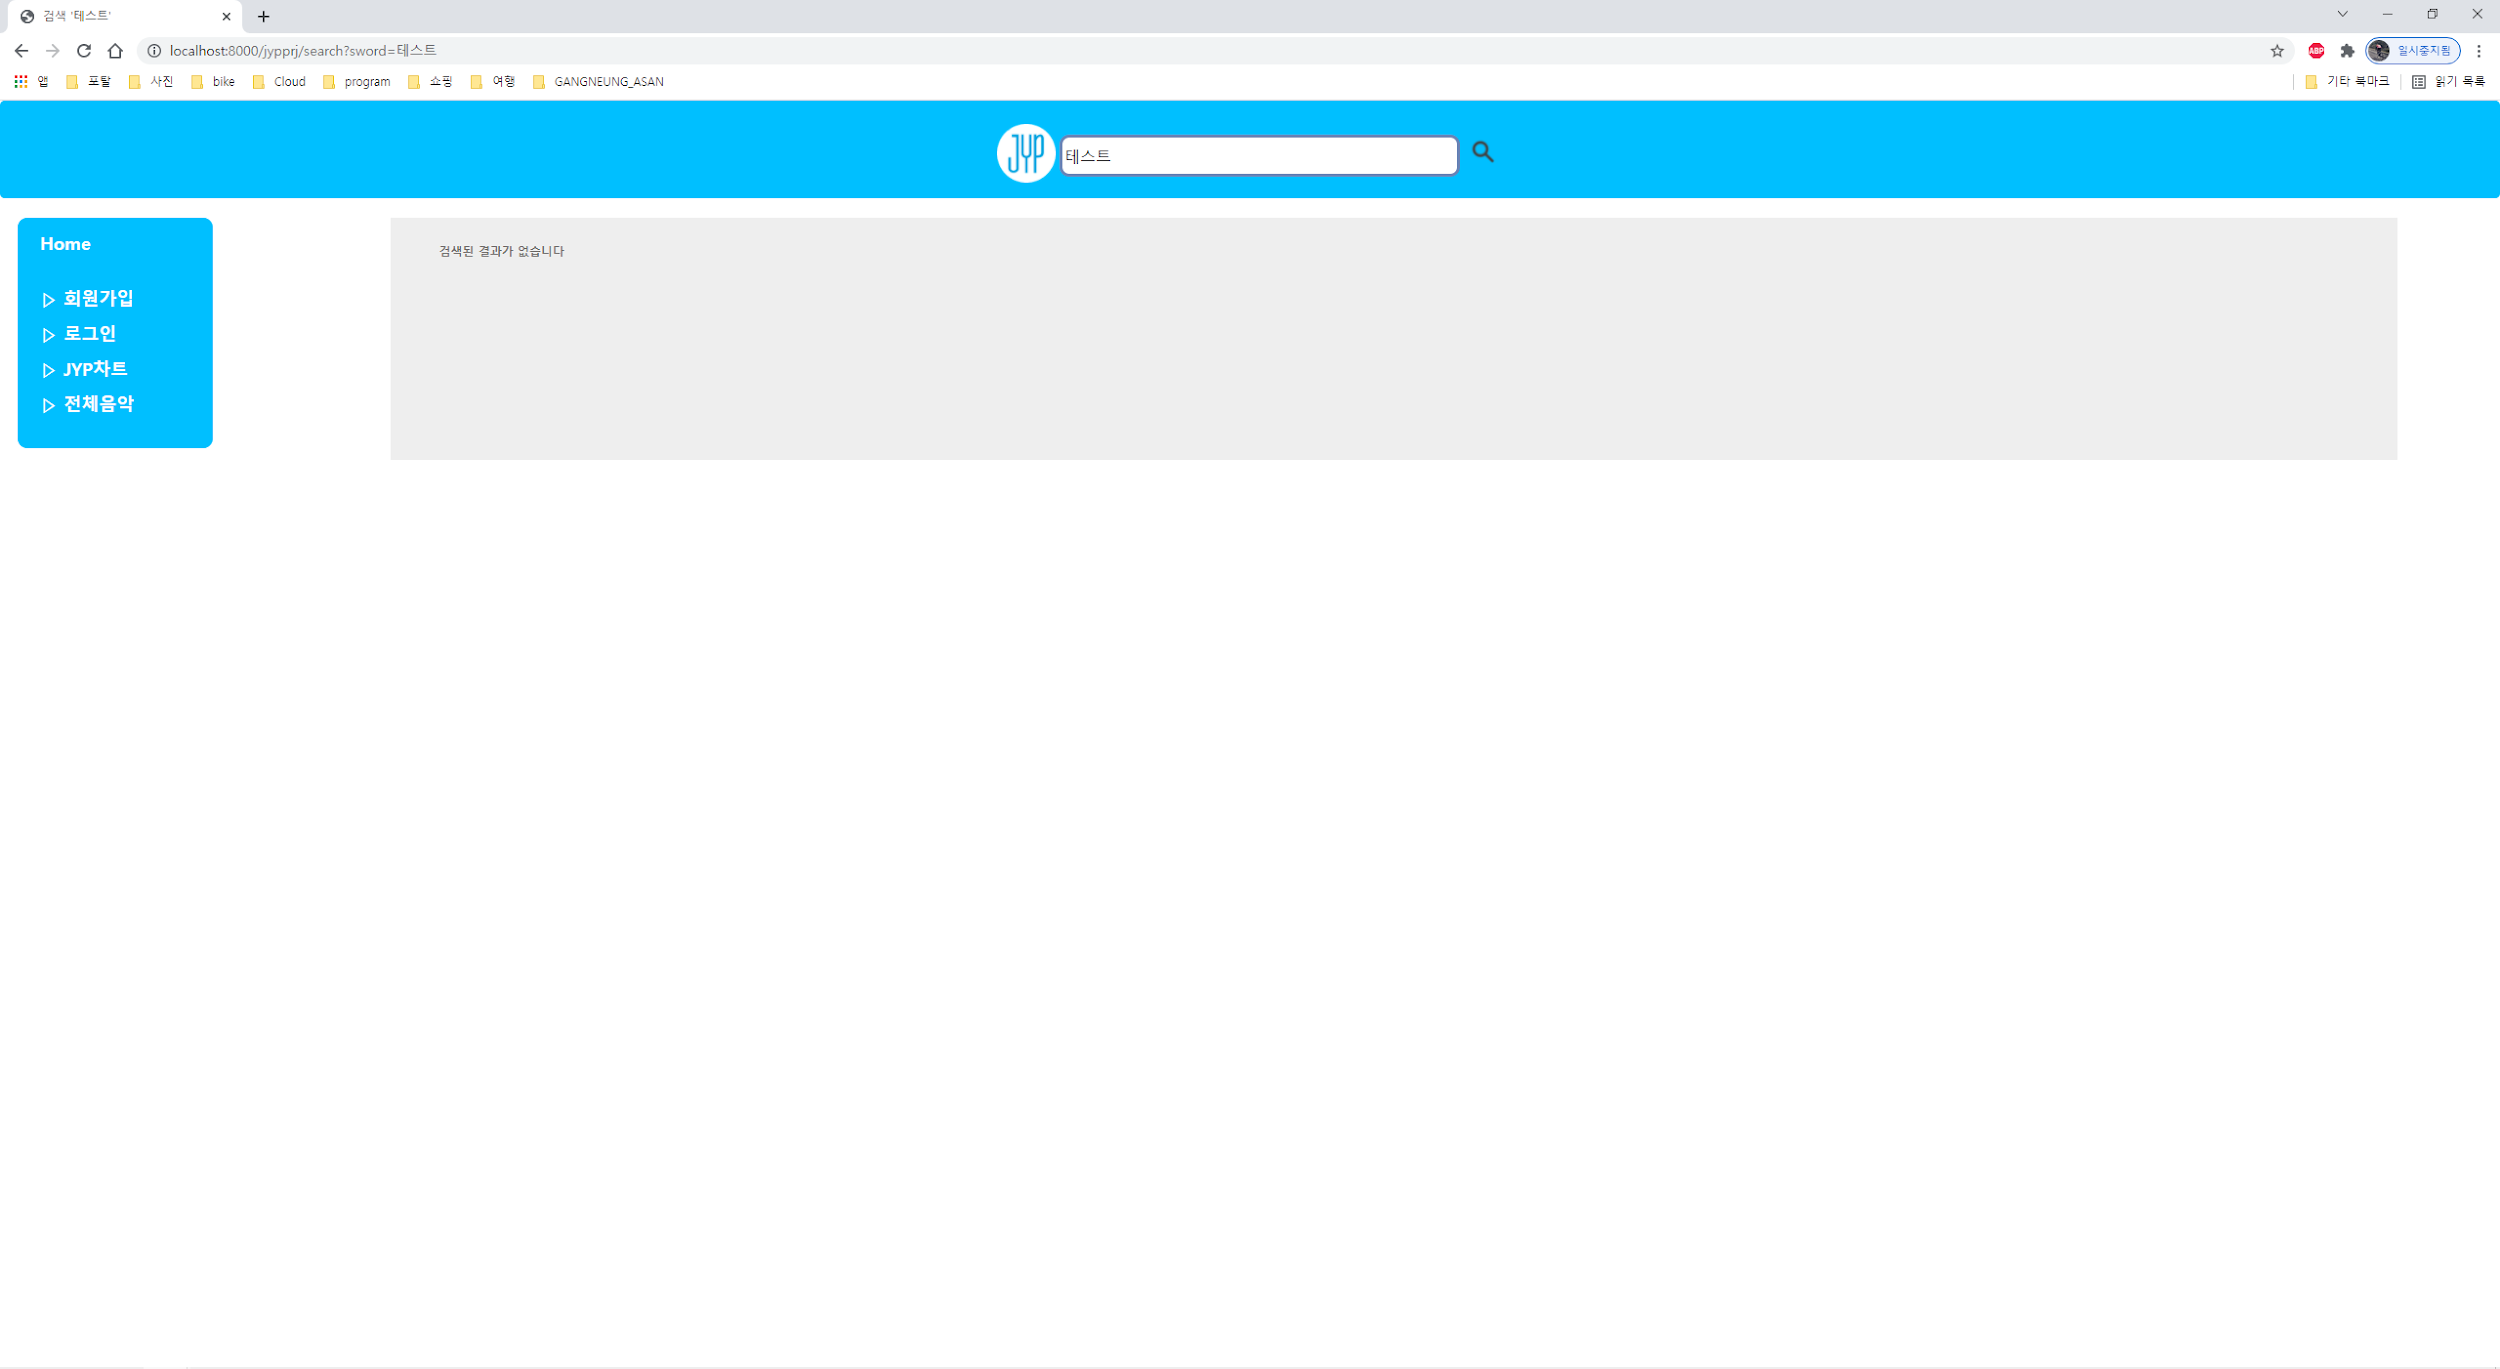 검색 '테스트'
localhost:8000/jypprj/search?sword=테스트
ABP
일시중지됨
앱 포탈 사진 bike Cloud program 쇼핑 여행 GANGNEUNG_ASAN 기타 북마크 읽기 목록
JYP 테스트
Home
▷ 회원가입
▷ 로그인
▷ JYP차트
▷ 전체음악
검색된 결과가 없습니다